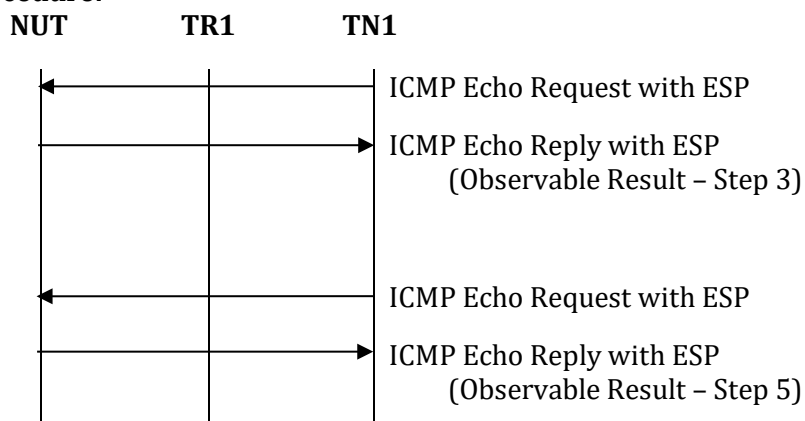 NUT TR1 TN1
ICMP Echo Request with ESP
ICMP Echo Reply with ESP
(Observable Result – Step 3)
ICMP Echo Request with ESP
ICMP Echo Reply with ESP
(Observable Result – Step 5)